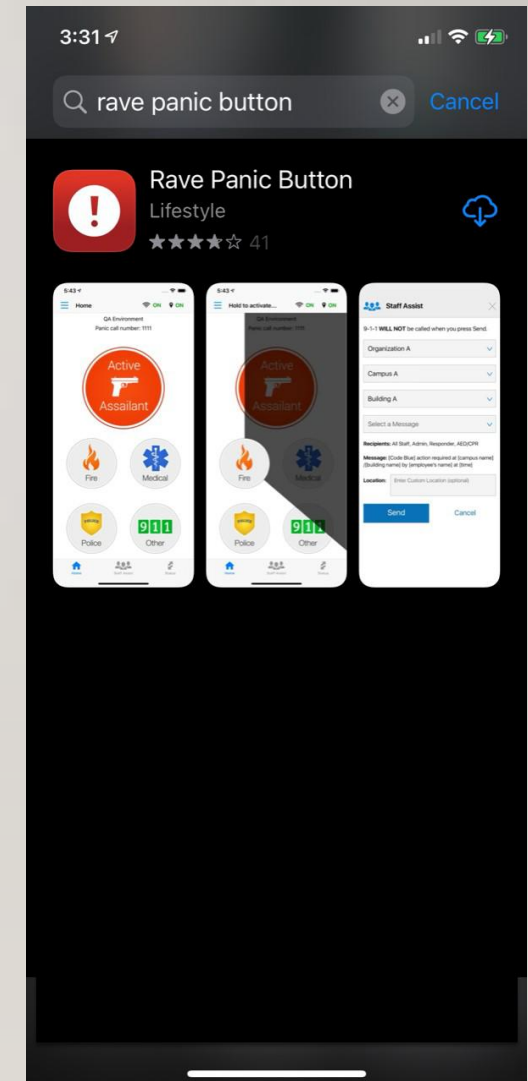 3:31
rave panic button
Cancel
Rave Panic Button
Lifestyle
41
5:43
Home
ON
ON
QA Environment
Panic call number: 1111
Active
Assailant
Fire
Medical
POLICE
911
Police
Other
Home
Staff Assist
5:43
Hold to activate...
ON
ON
QA Environment
Panic call number: 1111
Active
Assailant
Fire
Medical
POLICE
911
Police
Other
Staff Assist
9-1-1 WILL NOT be called when you press Send.
Organization A
Campus A
Building A
Select a Message
Recipients: All Staff, Admin, Responder, AED/CPR
Message: [Code Blue] action required at [campus name]
[building name] by [employee's name] at [time]
Location: Enter Custom Location (optional)
Send
Cancel